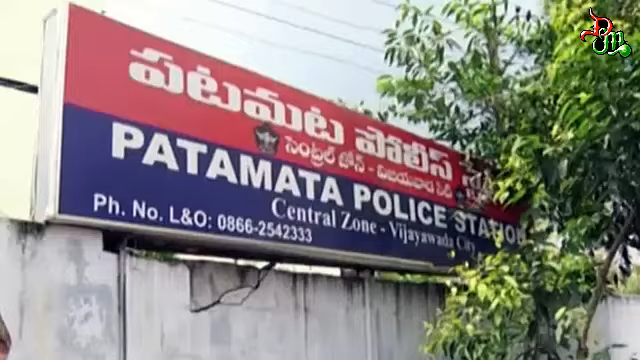 పటమట పోలీస్
సెంట్రల్ జోన్ - విజయవాడ సిటీ
PATAMATA POLICE STATION
Central Zone - Vijayawada City
Ph. No. L&O: 0866-2542333